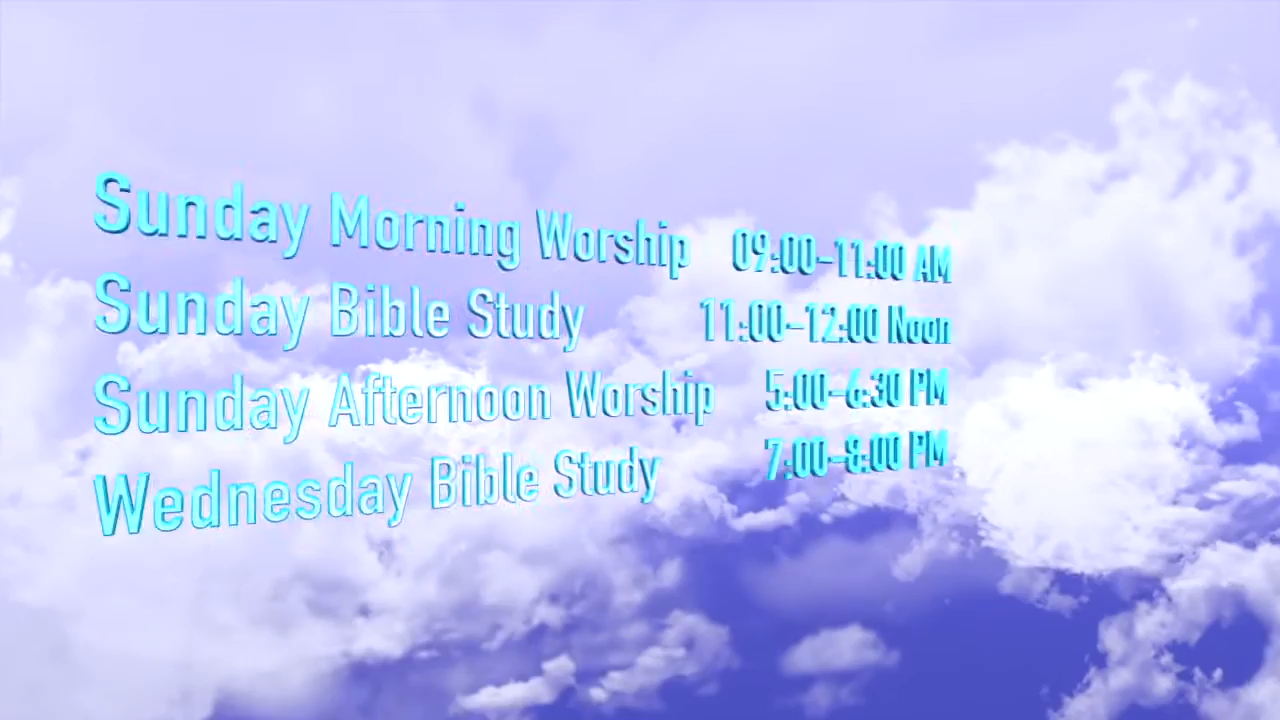 Sunday Morning Worship 09:00-11:00 AM
Sunday Bible Study 11:00-12:00 Noon
Sunday Afternoon Worship 5:00-6:30 PM
Wednesday Bible Study 7:00-8:00 PM